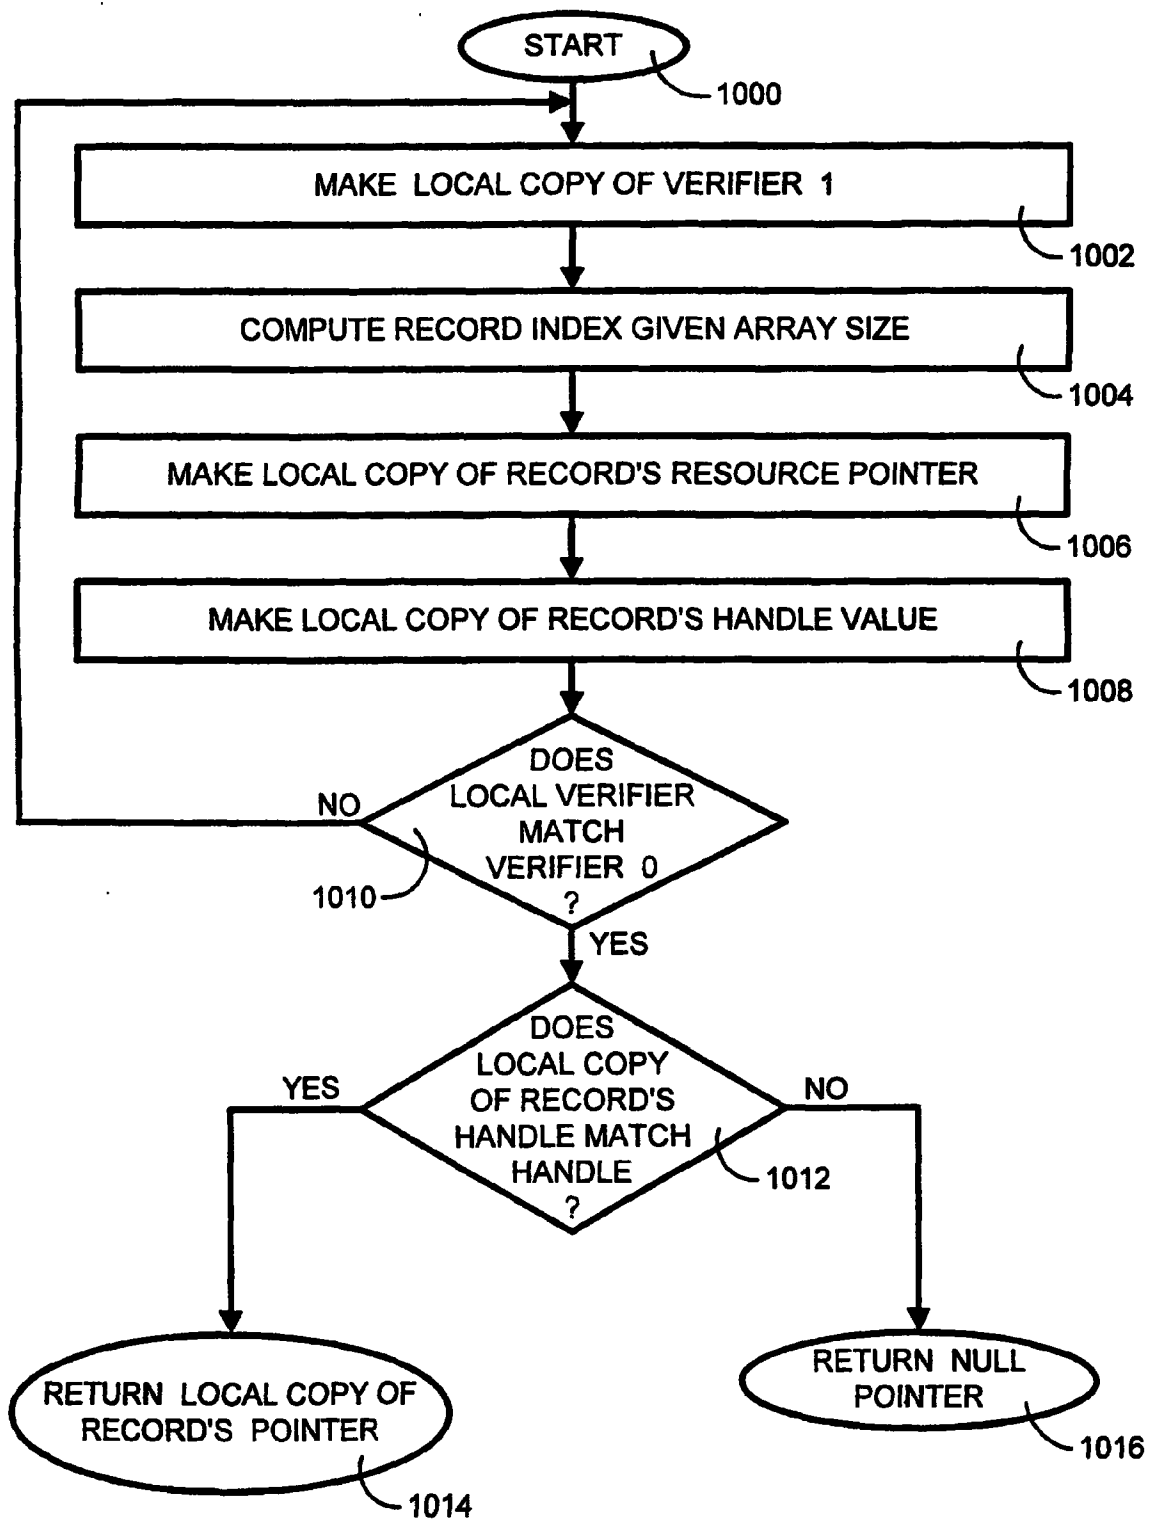 START
1000
MAKE LOCAL COPY OF VERIFIER 1
1002
COMPUTE RECORD INDEX GIVEN ARRAY SIZE
1004
MAKE LOCAL COPY OF RECORD'S RESOURCE POINTER
1006
MAKE LOCAL COPY OF RECORD'S HANDLE VALUE
1008
DOES
LOCAL VERIFIER
MATCH
VERIFIER 0
?
NO
1010
YES
DOES
LOCAL COPY
OF RECORD'S
HANDLE MATCH
HANDLE
?
YES
NO
1012
RETURN LOCAL COPY OF
RECORD'S POINTER
1014
RETURN NULL
POINTER
1016